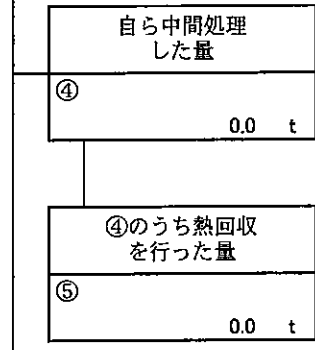 自ら中間処理
した量
④
0.0 t
④のうち熱回収
を行った量
⑤
0.0 t